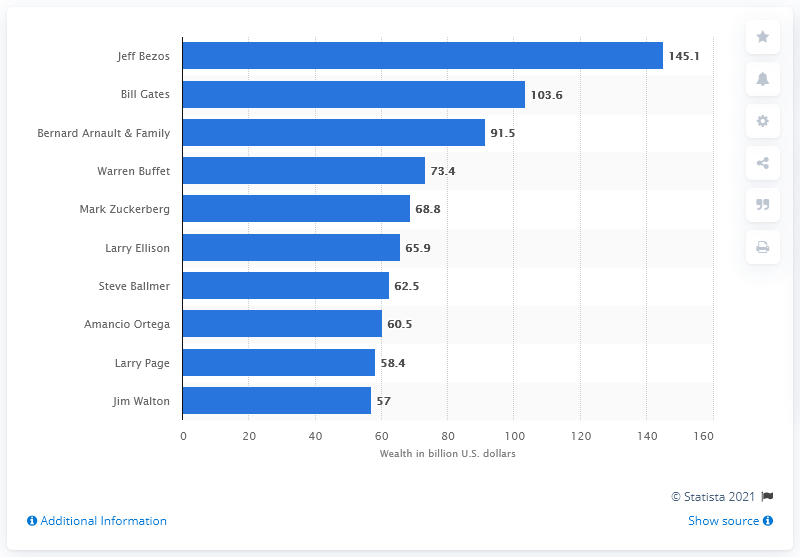 Jeff Bezos 145.1
Bill Gates 103.6
Bernard Arnault & Family 91.5
Warren Buffet 73.4
Mark Zuckerberg 68.8
Larry Ellison 65.9
Steve Ballmer 62.5
Amancio Ortega 60.5
Larry Page 58.4
Jim Walton 57
0 20 40 60 80 100 120 140 160
Wealth in billion U.S. dollars
© Statista 2021
Additional Information Show source